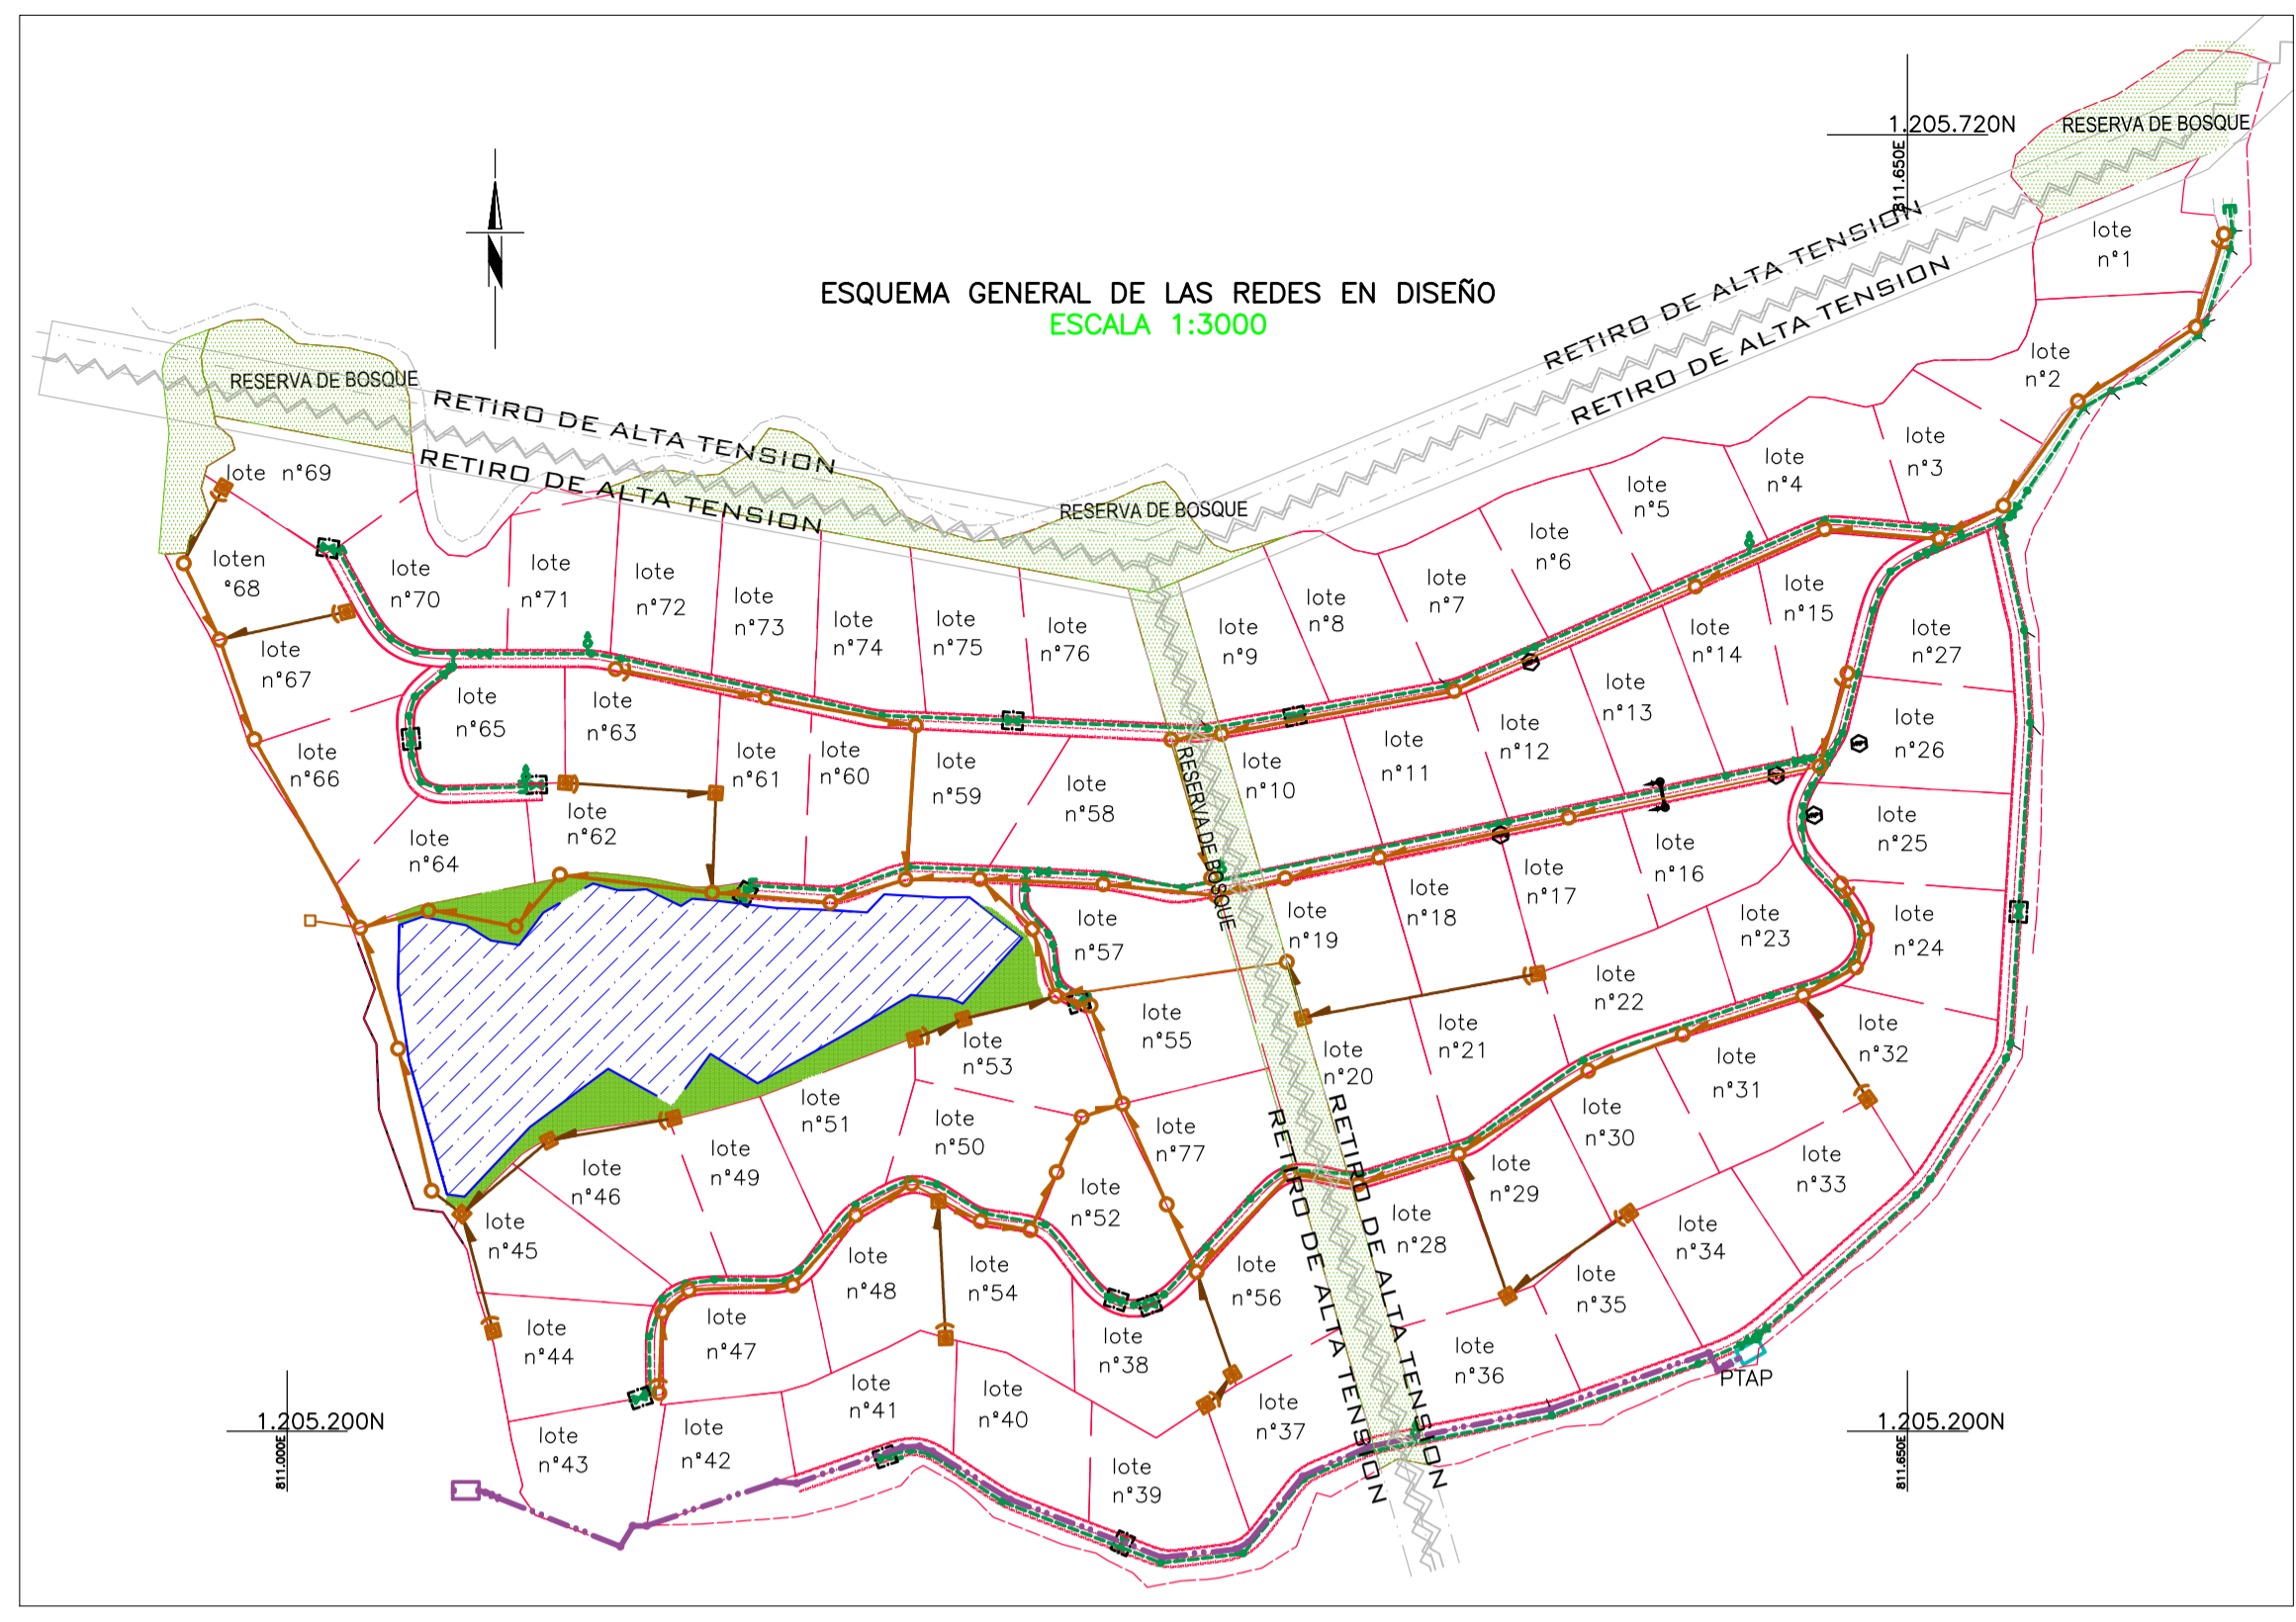 1.205.720N
811.650E
RESERVA DE BOSQUE
ESQUEMA GENERAL DE LAS REDES EN DISEÑO
ESCALA 1:3000
RETIRO DE ALTA TENSION
RETIRO DE ALTA TENSION
lote
n°1
lote
n°2
lote
n°3
lote
n°4
lote
n°5
lote
n°6
lote
n°7
lote
n°8
lote
n°9
RESERVA DE BOSQUE
RETIRO DE ALTA TENSION
RETIRO DE ALTA TENSION
RESERVA DE BOSQUE
lote n°69
loten
°68
lote
n°70
lote
n°71
lote
n°72
lote
n°73
lote
n°74
lote
n°75
lote
n°76
lote
n°67
lote
n°66
lote
n°65
lote
n°63
lote
n°64
lote
n°62
lote
n°61
lote
n°60
lote
n°59
lote
n°58
RESERVA DE BOSQUE
lote
n°10
lote
n°11
lote
n°12
lote
n°13
lote
n°14
lote
n°15
lote
n°27
lote
n°26
lote
n°25
lote
n°24
lote
n°23
lote
n°16
lote
n°17
lote
n°18
lote
n°19
lote
n°57
lote
n°55
lote
n°53
lote
n°20
lote
n°21
lote
n°22
lote
n°32
lote
n°31
lote
n°30
lote
n°29
lote
n°33
lote
n°34
lote
n°35
lote
n°28
lote
n°36
RETIRO DE ALTA TENSION
RETIRO DE ALTA TENSION
lote
n°77
lote
n°52
lote
n°50
lote
n°51
lote
n°49
lote
n°46
lote
n°45
lote
n°44
lote
n°47
lote
n°48
lote
n°54
lote
n°38
lote
n°56
lote
n°37
lote
n°39
lote
n°40
lote
n°41
lote
n°42
lote
n°43
PTAP
1.205.200N
811.000E
1.205.200N
811.650E